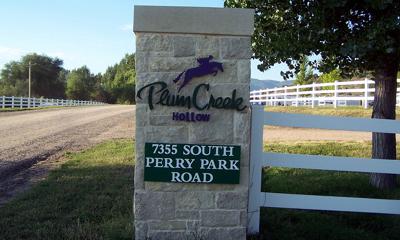 Plum Creek
HOLLOW
7355 SOUTH
PERRY PARK
ROAD